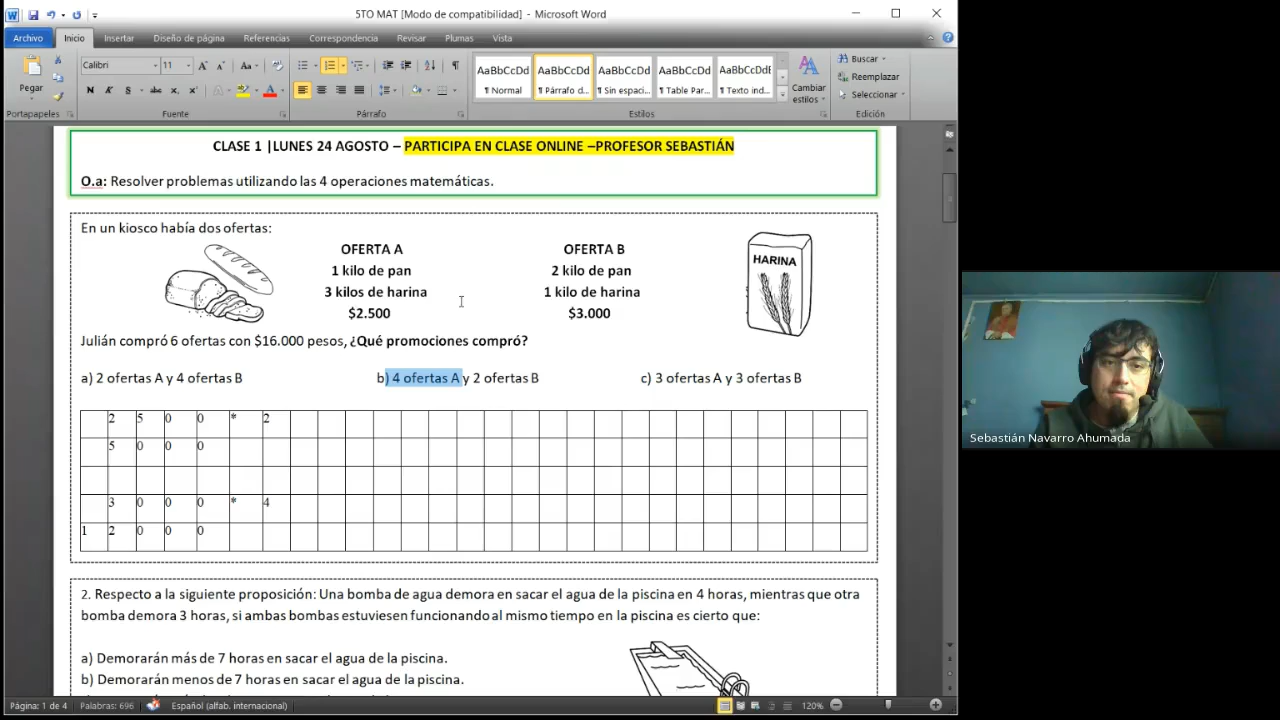 5TO MAT [Modo de compatibilidad] - Microsoft Word
Archivo Inicio Insertar Diseño de página Referencias Correspondencia Revisar Plumas Vista
Pegar
Portapapeles
Calibri 11
Fuente
Párrafo
AaBbCcDd AaBbCcDd AaBbCcDd AaBbCcDd AaBbCcDd
¶ Normal ¶ Párrafo d... ¶ Sin espaci... ¶ Table Par... ¶ Texto ind...
Cambiar estilos
Estilos
Buscar
Reemplazar
Seleccionar
Edición
CLASE 1 |LUNES 24 AGOSTO – PARTICIPA EN CLASE ONLINE –PROFESOR SEBASTIÁN
O.a: Resolver problemas utilizando las 4 operaciones matemáticas.
En un kiosco había dos ofertas:
OFERTA A
1 kilo de pan
3 kilos de harina
$2.500
OFERTA B
2 kilo de pan
1 kilo de harina
$3.000
HARINA
Julián compró 6 ofertas con $16.000 pesos, ¿Qué promociones compró?
a) 2 ofertas A y 4 ofertas B b) 4 ofertas A y 2 ofertas B c) 3 ofertas A y 3 ofertas B
2 5 0 0 * 2
5 0 0 0
3 0 0 0 * 4
1 2 0 0 0
2. Respecto a la siguiente proposición: Una bomba de agua demora en sacar el agua de la piscina en 4 horas, mientras que otra
bomba demora 3 horas, si ambas bombas estuviesen funcionando al mismo tiempo en la piscina es cierto que:
a) Demorarán más de 7 horas en sacar el agua de la piscina.
b) Demorarán menos de 7 horas en sacar el agua de la piscina.
Página: 1 de 4 Palabras: 696 Español (alfab. internacional) 120%
Sebastián Navarro Ahumada